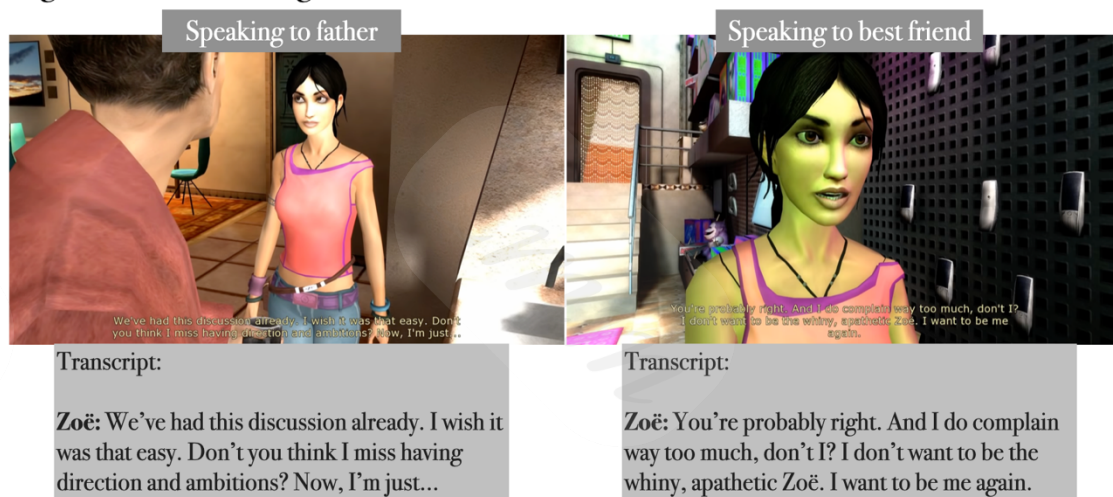 Speaking to father
We've had this discussion already. I wish it was that easy. Don't
you think I miss having direction and ambitions? Now, I'm just...
Transcript:
Zoë: We've had this discussion already. I wish it
was that easy. Don't you think I miss having
direction and ambitions? Now, I'm just...
Speaking to best friend
You're probably right. And I do complain way too much, don't I?
I don't want to be the whiny, apathetic Zoë. I want to be me
again.
Transcript:
Zoë: You're probably right. And I do complain
way too much, don't I? I don't want to be the
whiny, apathetic Zoë. I want to be me again.